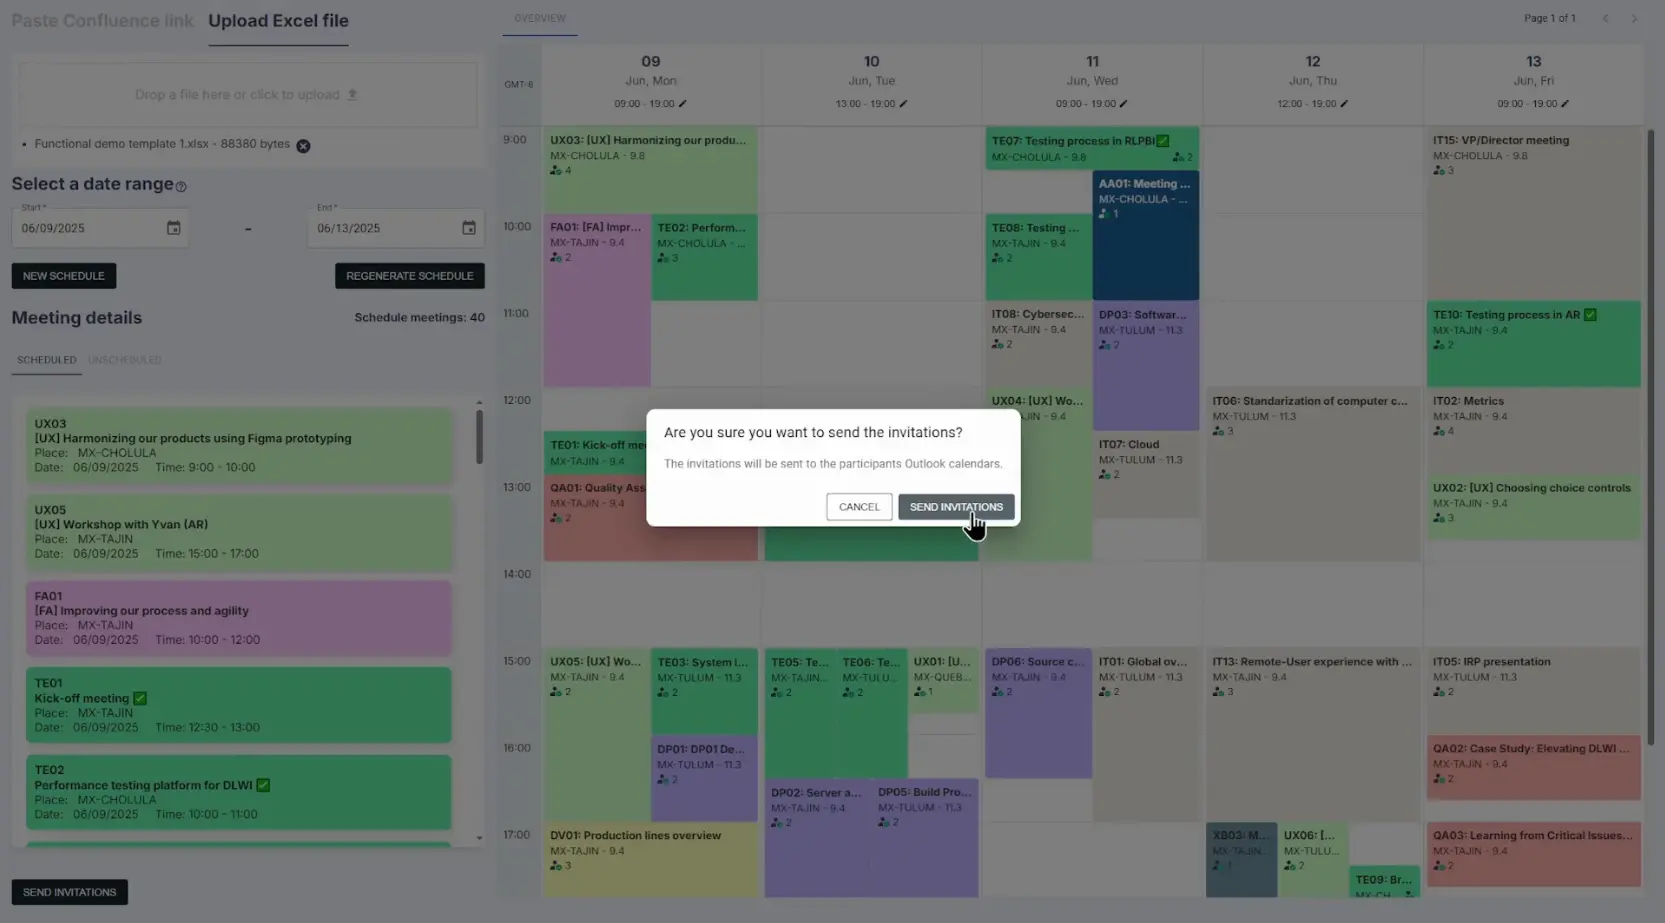 Paste Confluence link Upload Excel file
Drop a file here or click to upload
Functional demo template 1.xlsx - 88380 bytes
Select a date range
Start *
06/09/2025
-
End *
06/13/2025
NEW SCHEDULE
REGENERATE SCHEDULE
Meeting details
Schedule meetings: 40
SCHEDULED UNSCHEDULED
UX03
[UX] Harmonizing our products using Figma prototyping
Place: MX-CHOLULA
Date: 06/09/2025 Time: 9:00 - 10:00
UX05
[UX] Workshop with Yvan (AR)
Place: MX-TAJIN
Date: 06/09/2025 Time: 15:00 - 17:00
FA01
[FA] Improving our process and agility
Place: MX-TAJIN
Date: 06/09/2025 Time: 10:00 - 12:00
TE01
Kick-off meeting ✅
Place: MX-TAJIN
Date: 06/09/2025 Time: 12:30 - 13:00
TE02
Performance testing platform for DLWI ✅
Place: MX-CHOLULA
Date: 06/09/2025 Time: 10:00 - 11:00
SEND INVITATIONS
OVERVIEW
Page 1 of 1
GMT-6
09
Jun, Mon
09:00 - 19:00
10
Jun, Tue
13:00 - 19:00
11
Jun, Wed
09:00 - 19:00
12
Jun, Thu
12:00 - 19:00
13
Jun, Fri
09:00 - 19:00
9:00
10:00
11:00
12:00
13:00
14:00
15:00
16:00
17:00
UX03: [UX] Harmonizing our produ...
MX-CHOLULA - 9.8
4
FA01: [FA] Impr...
MX-TAJIN - 9.4
2
TE02: Perform...
MX-CHOLULA - ...
3
TE01: Kick-off me
MX-TAJIN - 9.4
QA01: Quality Ass
MX-TAJIN - 9.4
2
UX05: [UX] Wo...
MX-TAJIN - 9.4
2
TE03: System I...
MX-TULUM - 11.3
2
DP01: DP01 De...
MX-TULUM - 11.3
2
DV01: Production lines overview
MX-TAJIN - 9.4
3
TE05: Te...
MX-TAJIN...
2
TE06: Te...
MX-TULU...
2
UX01: [U...
MX-QUEB...
1
DP02: Server a...
MX-TAJIN - 9.4
2
DP05: Build Pro...
MX-TULUM - 11.3
2
TE07: Testing process in RLPBI✅
MX-CHOLULA - 9.8
2
AA01: Meeting ...
MX-CHOLULA - ...
1
TE08: Testing ...
MX-TAJIN - 9.4
2
IT08: Cybersec...
MX-TAJIN - 9.4
2
DP03: Softwar...
MX-TULUM - 11.3
2
UX04: [UX] Wo...
AJIN - 9.4
IT07: Cloud
MX-TULUM - 11.3
2
DP06: Source c...
MX-TAJIN - 9.4
2
IT01: Global ov...
MX-TULUM - 11.3
2
IT06: Standarization of computer c...
MX-TULUM - 11.3
3
IT13: Remote-User experience with ...
MX-TAJIN - 9.4
3
XB03: M...
MX-TAJIN...
1
UX06: [...
MX-TULU...
2
TE09: Br...
MX-CH
IT15: VP/Director meeting
MX-CHOLULA - 9.8
3
TE10: Testing process in AR ✅
MX-TAJIN - 9.4
2
IT02: Metrics
MX-TAJIN - 9.4
4
UX02: [UX] Choosing choice controls
MX-TAJIN - 9.4
3
IT05: IRP presentation
MX-TULUM - 11.3
2
QA02: Case Study: Elevating DLWI ...
MX-TAJIN - 9.4
2
QA03: Learning from Critical Issues...
MX-TAJIN - 9.4
2
Are you sure you want to send the invitations?
The invitations will be sent to the participants Outlook calendars.
CANCEL
SEND INVITATIONS